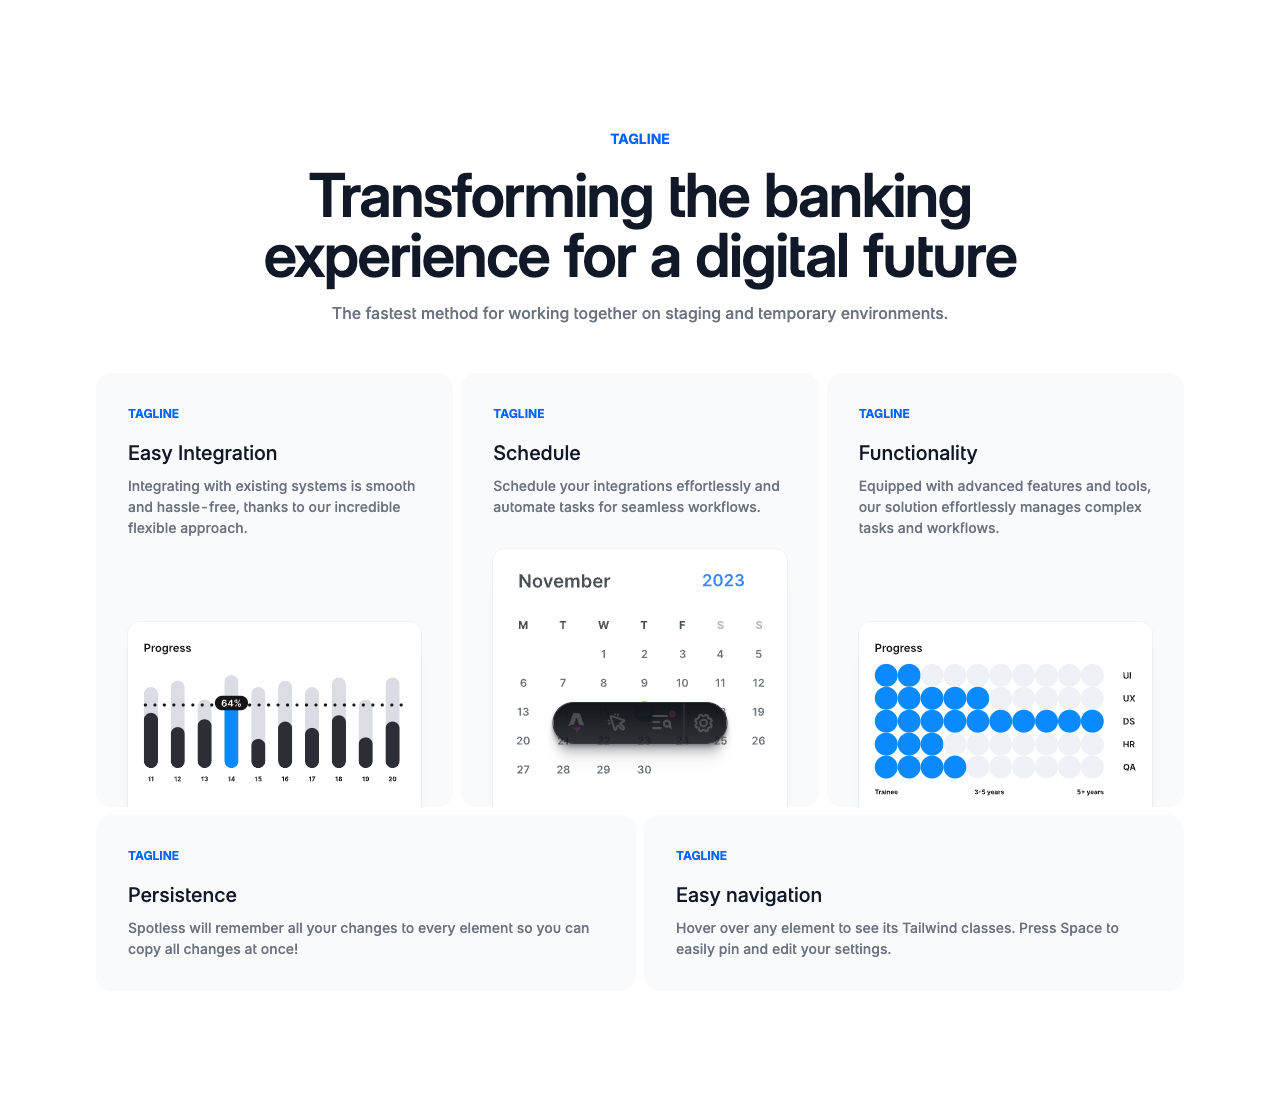 TAGLINE
Transforming the banking
experience for a digital future
The fastest method for working together on staging and temporary environments.
TAGLINE
Easy Integration
Integrating with existing systems is smooth
and hassle-free, thanks to our incredible
flexible approach.
Progress
64%
11 12 13 14 15 16 17 18 19 20
TAGLINE
Schedule
Schedule your integrations effortlessly and
automate tasks for seamless workflows.
November 2023
M T W T F S S
1 2 3 4 5
6 7 8 9 10 11 12
13 19
20 21 22 23 24 25 26
27 28 29 30
TAGLINE
Functionality
Equipped with advanced features and tools,
our solution effortlessly manages complex
tasks and workflows.
Progress
UI
UX
DS
HR
QA
Trainee 3-5 years 5+ years
TAGLINE
Persistence
Spotless will remember all your changes to every element so you can
copy all changes at once!
TAGLINE
Easy navigation
Hover over any element to see its Tailwind classes. Press Space to
easily pin and edit your settings.